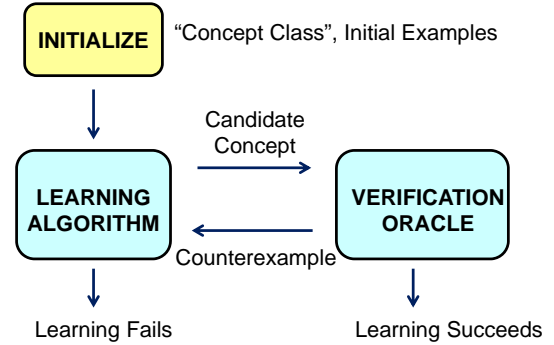 INITIALIZE
“Concept Class”, Initial Examples
Candidate
Concept
LEARNING
ALGORITHM
VERIFICATION
ORACLE
Counterexample
Learning Fails
Learning Succeeds